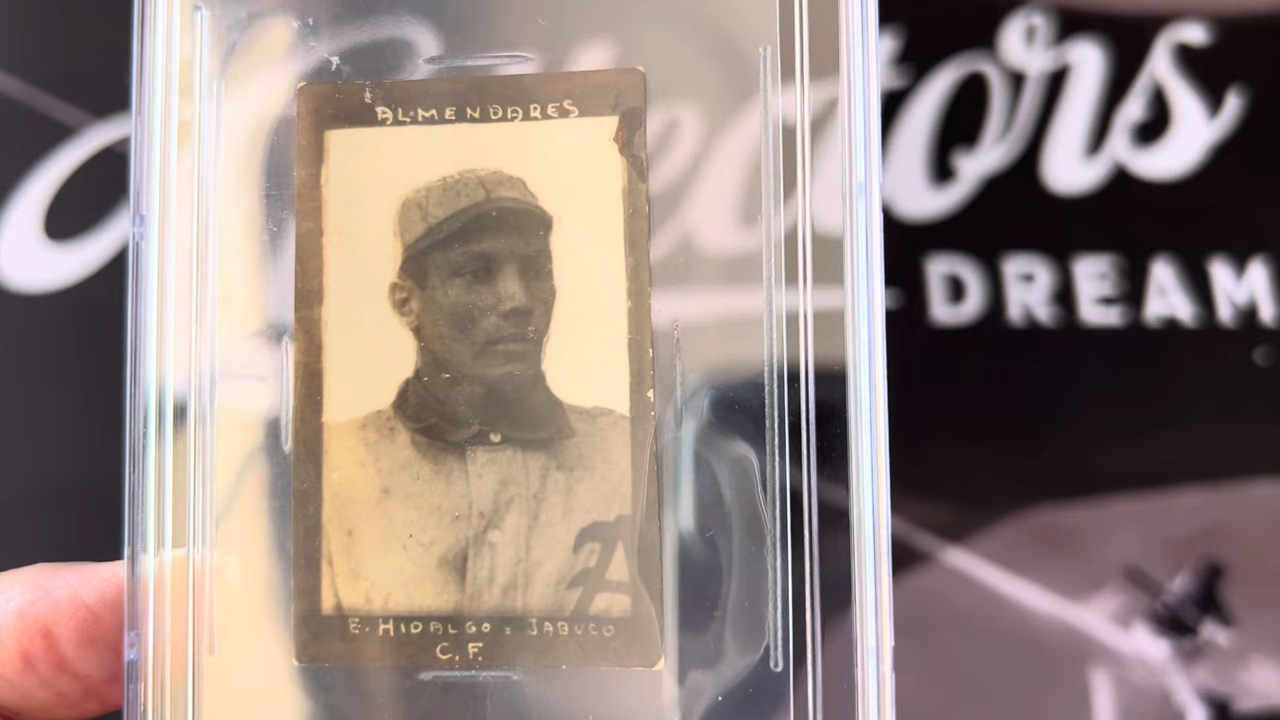 ALMENDARES
E. HIDALGO = JABUCO
C. F.
DREAM